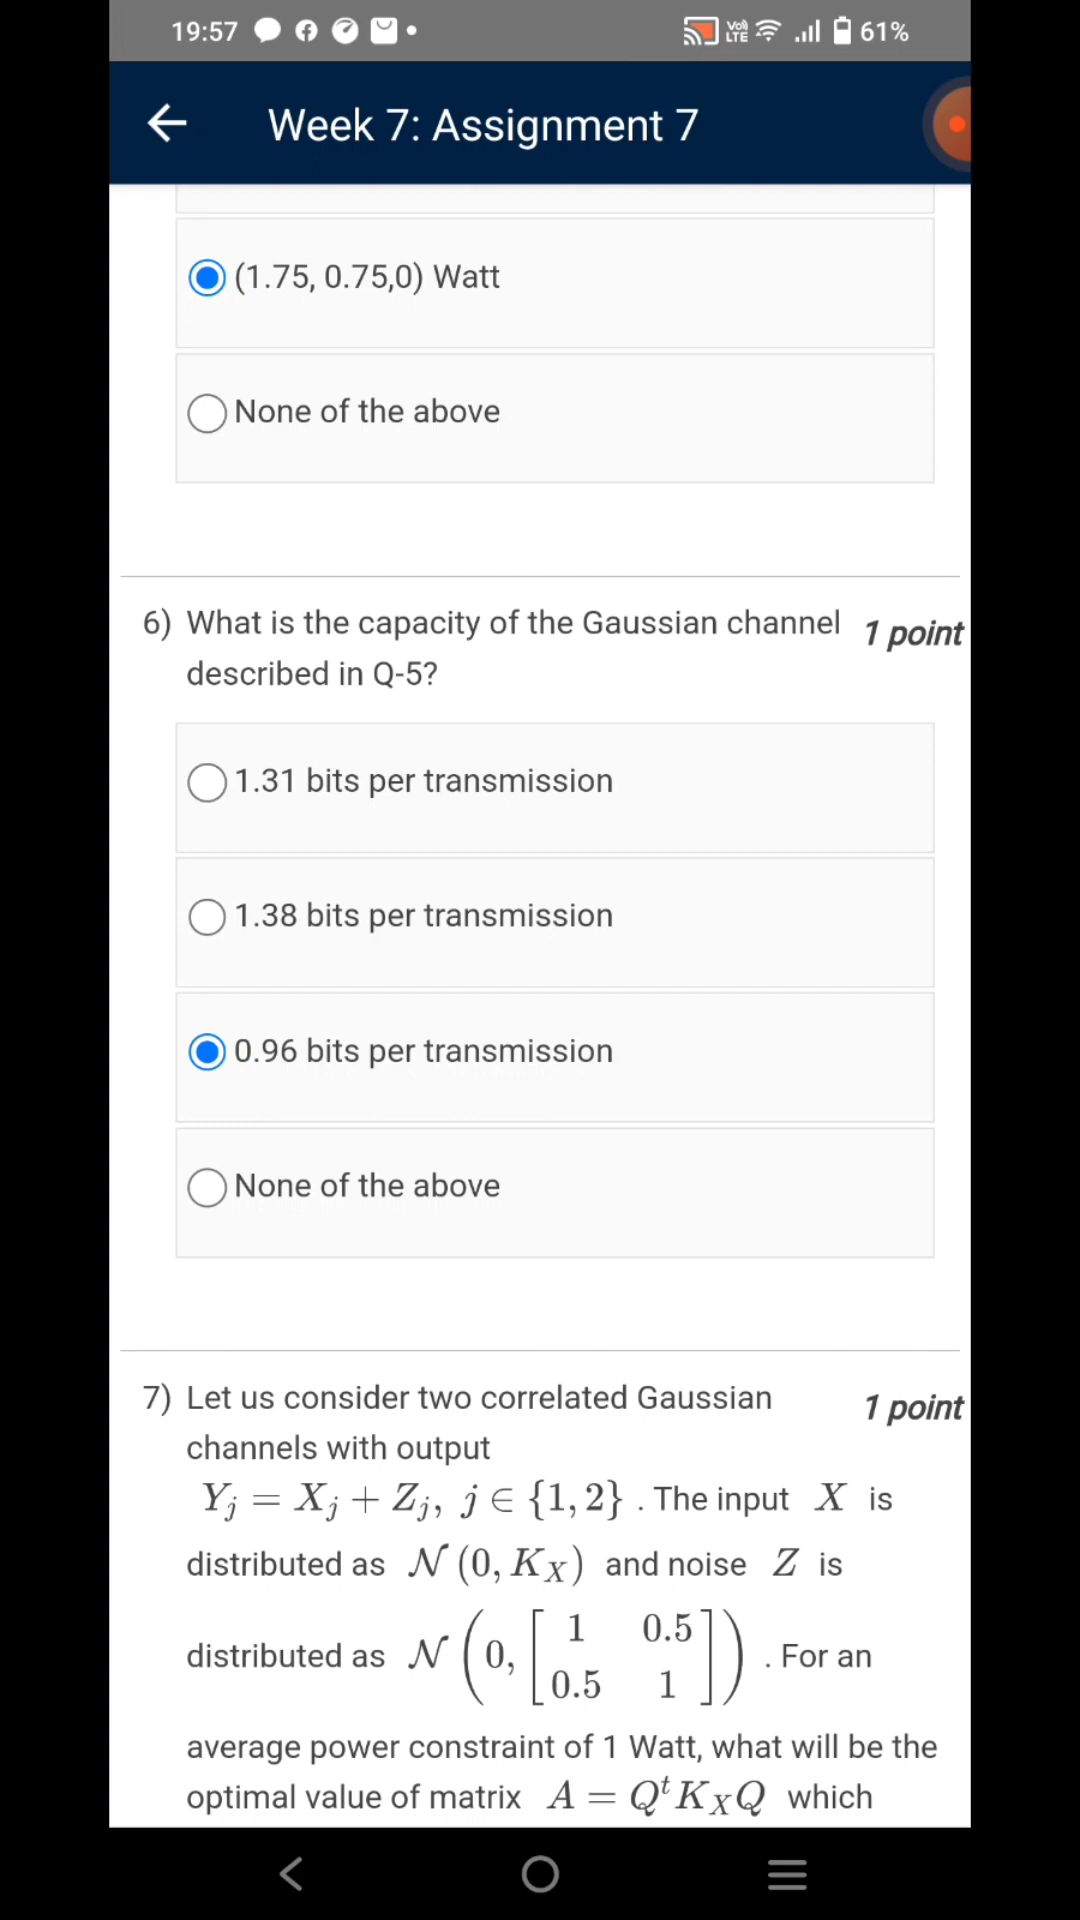 19:57 VoI) LTE 61%
Week 7: Assignment 7
(1.75, 0.75,0) Watt
None of the above
6) What is the capacity of the Gaussian channel 1 point
described in Q-5?
1.31 bits per transmission
1.38 bits per transmission
0.96 bits per transmission
None of the above
7) Let us consider two correlated Gaussian 1 point
channels with output
Y_j = X_j + Z_j, j ∈ {1, 2} . The input X is
distributed as 𝒩 (0, K_X) and noise Z is
distributed as 𝒩 (0, [1 0.5
0.5 1]) . For an
average power constraint of 1 Watt, what will be the
optimal value of matrix A = Q^t K_X Q which